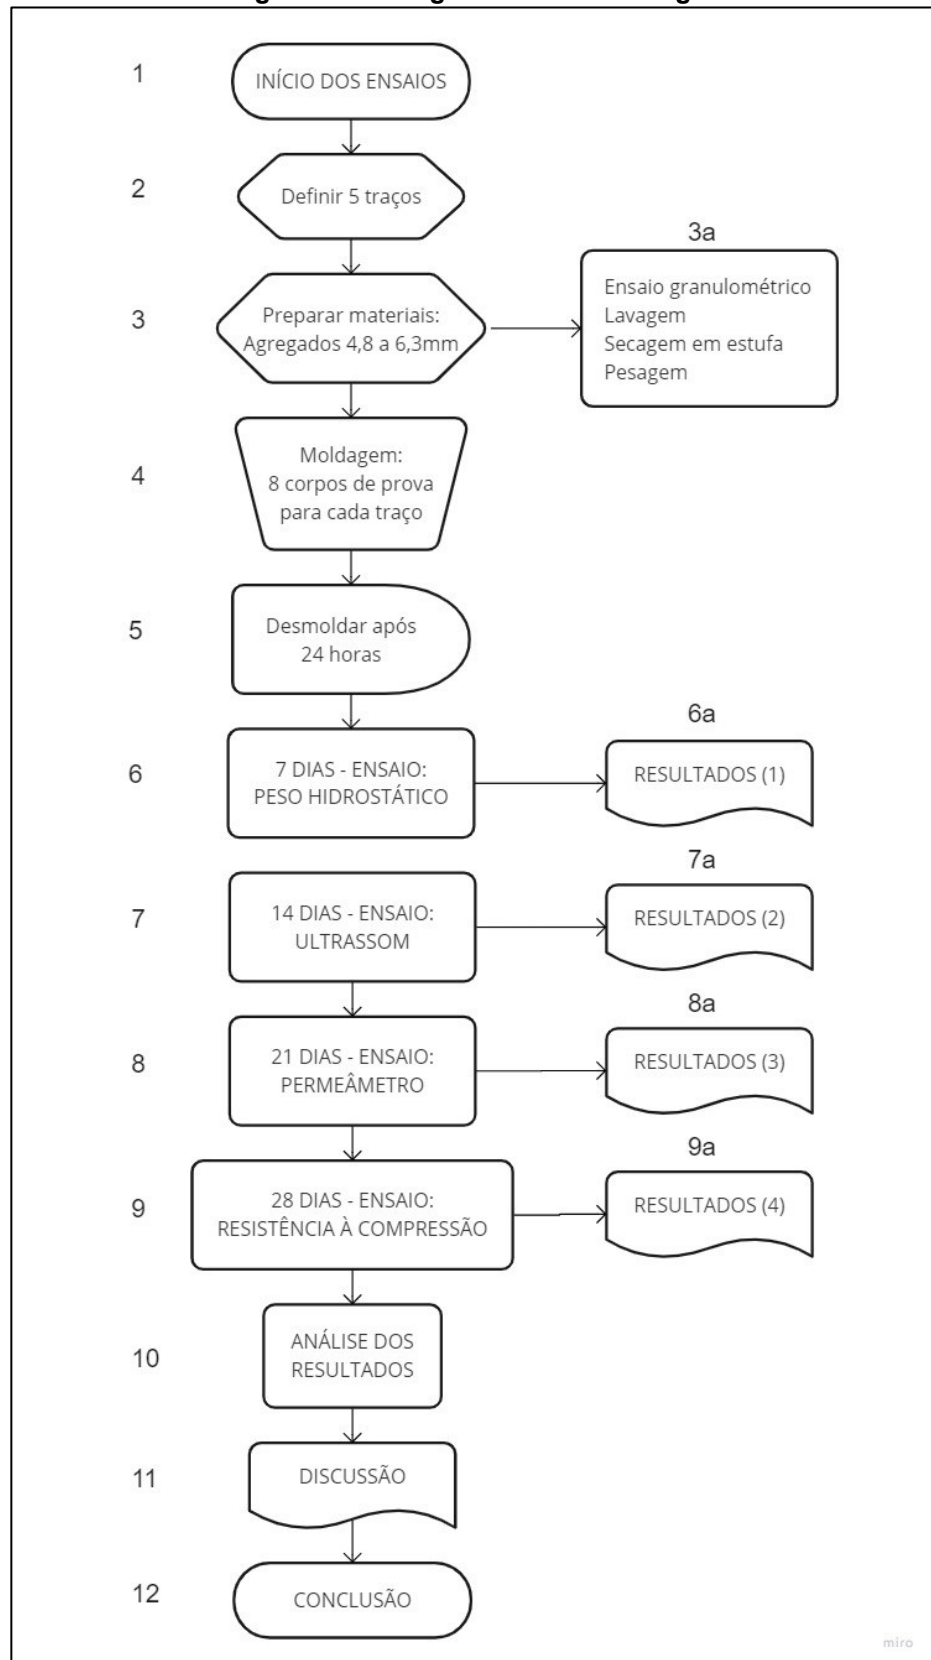 1
INÍCIO DOS ENSAIOS
2
Definir 5 traços
3
Preparar materiais:
Agregados 4,8 a 6,3mm
3a
Ensaio granulométrico
Lavagem
Secagem em estufa
Pesagem
4
Moldagem:
8 corpos de prova
para cada traço
5
Desmoldar após
24 horas
6
7 DIAS - ENSAIO:
PESO HIDROSTÁTICO
6a
RESULTADOS (1)
7
14 DIAS - ENSAIO:
ULTRASSOM
7a
RESULTADOS (2)
8
21 DIAS - ENSAIO:
PERMEÂMETRO
8a
RESULTADOS (3)
9
28 DIAS - ENSAIO:
RESISTÊNCIA À COMPRESSÃO
9a
RESULTADOS (4)
10
ANÁLISE DOS
RESULTADOS
11
DISCUSSÃO
12
CONCLUSÃO
miro